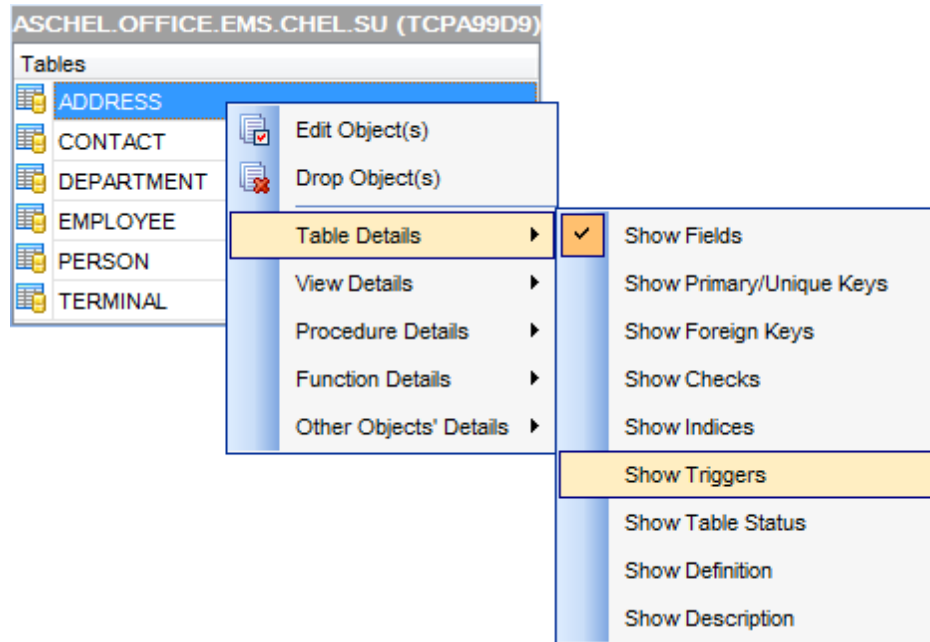 ASCHEL.OFFICE.EMS.CHEL.SU (TCPA99D9)
Tables
ADDRESS
CONTACT
DEPARTMENT
EMPLOYEE
PERSON
TERMINAL
Edit Object(s)
Drop Object(s)
Table Details
View Details
Procedure Details
Function Details
Other Objects' Details
Show Fields
Show Primary/Unique Keys
Show Foreign Keys
Show Checks
Show Indices
Show Triggers
Show Table Status
Show Definition
Show Description